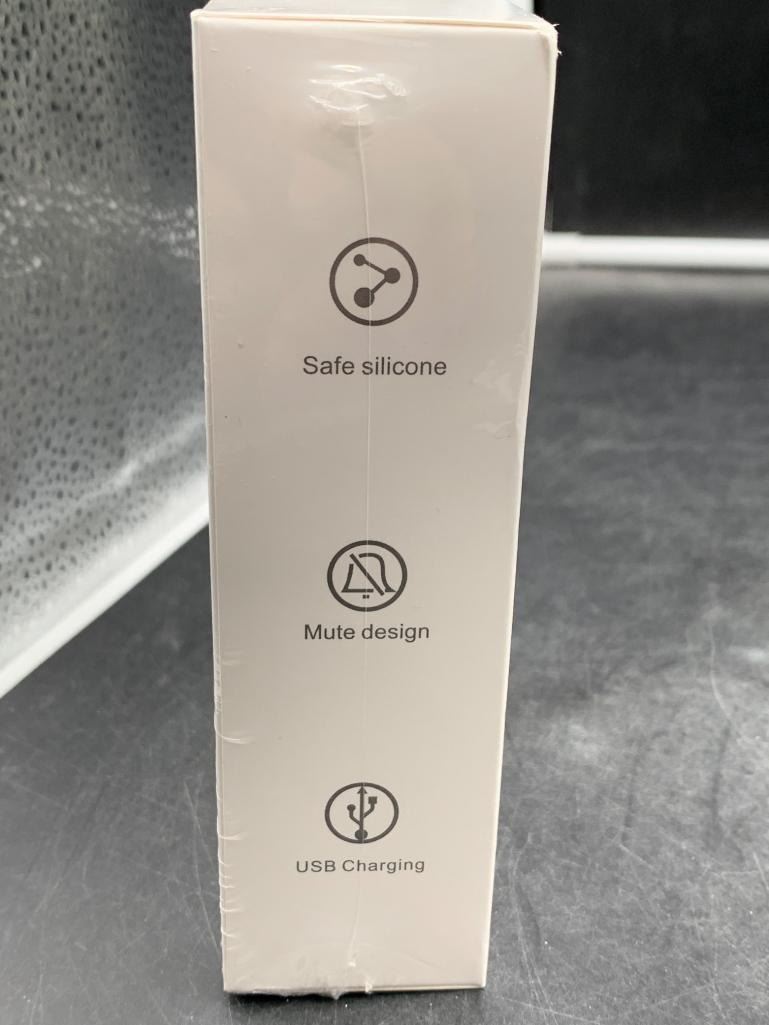 Safe silicone
Mute design
USB Charging